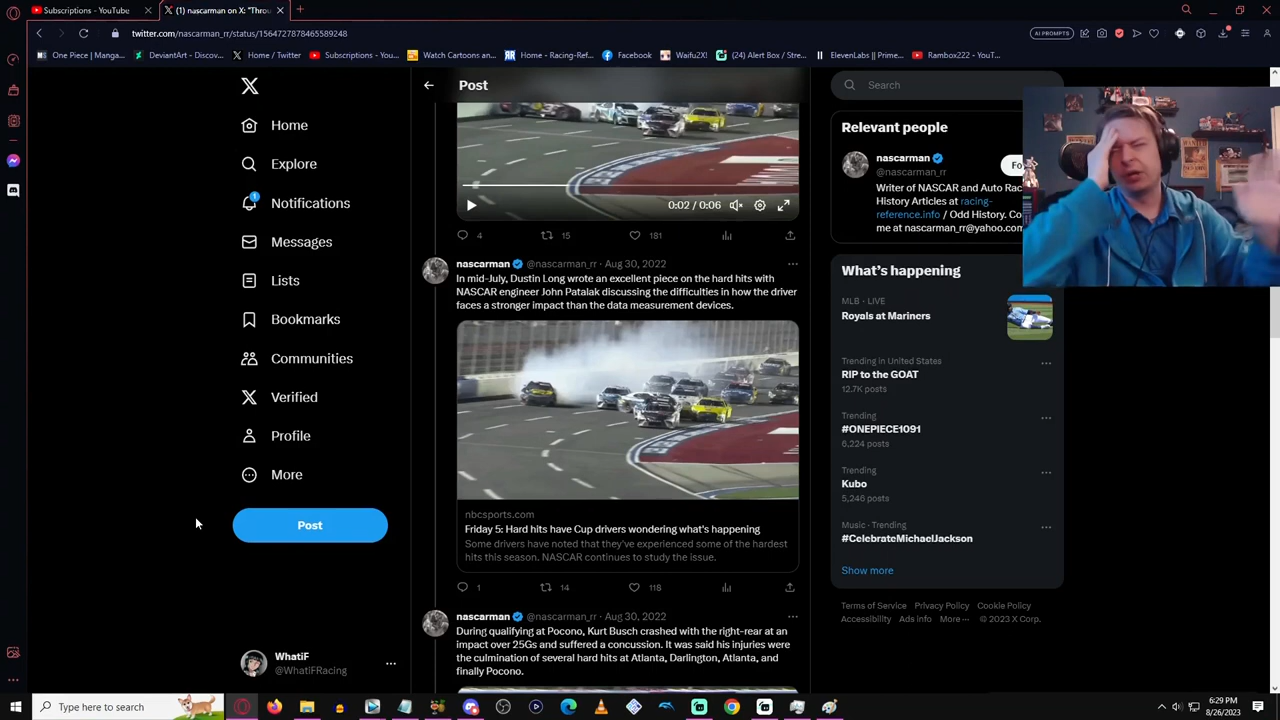 Subscriptions - YouTube
(1) nascarman on X: "Throu
twitter.com/nascarman_rr/status/1564727878465589248
AI PROMPTS
One Piece | Manga...
DeviantArt - Discov...
Home / Twitter
Subscriptions - You...
Watch Cartoons an...
Home - Racing-Ref...
Facebook
Waifu2X!
(24) Alert Box / Stre...
ElevenLabs || Prime...
Rambox222 - YouT...
Home
Explore
1
Notifications
Messages
Lists
Bookmarks
Communities
Verified
Profile
More
Post
WhatiF
@WhatiFRacing
Post
0:02 / 0:06
4
15
181
nascarman @nascarman_rr · Aug 30, 2022
In mid-July, Dustin Long wrote an excellent piece on the hard hits with
NASCAR engineer John Patalak discussing the difficulties in how the driver
faces a stronger impact than the data measurement devices.
nbcsports.com
Friday 5: Hard hits have Cup drivers wondering what's happening
Some drivers have noted that they've experienced some of the hardest
hits this season. NASCAR continues to study the issue.
1
14
118
nascarman @nascarman_rr · Aug 30, 2022
During qualifying at Pocono, Kurt Busch crashed with the right-rear at an
impact over 25Gs and suffered a concussion. It was said his injuries were
the culmination of several hard hits at Atlanta, Darlington, Atlanta, and
finally Pocono.
Search
Relevant people
nascarman
@nascarman_rr
Fo
Writer of NASCAR and Auto Rac
History Articles at racing-
reference.info / Odd History. Co
me at nascarman_rr@yahoo.com
What's happening
MLB · LIVE
Royals at Mariners
Trending in United States
RIP to the GOAT
12.7K posts
Trending
#ONEPIECE1091
6,224 posts
Trending
Kubo
5,246 posts
Music · Trending
#CelebrateMichaelJackson
Show more
Terms of Service Privacy Policy Cookie Policy
Accessibility Ads info More ··· © 2023 X Corp.
Type here to search
6:29 PM
8/26/2023